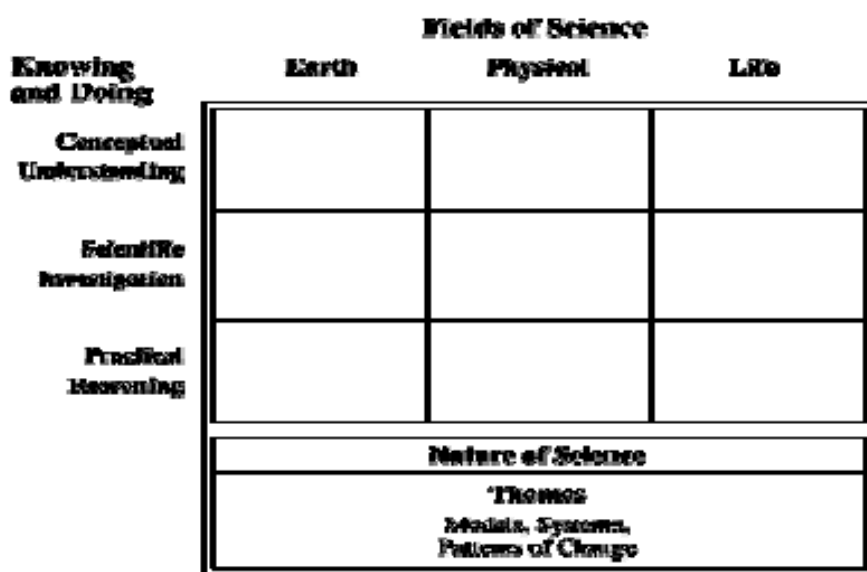 Fields of Science
Knowing
and Doing
Earth Physical Life
Conceptual
Understanding
Scientific
Investigation
Practical
Reasoning
Nature of Science
Themes
Models, Systems,
Patterns of Change